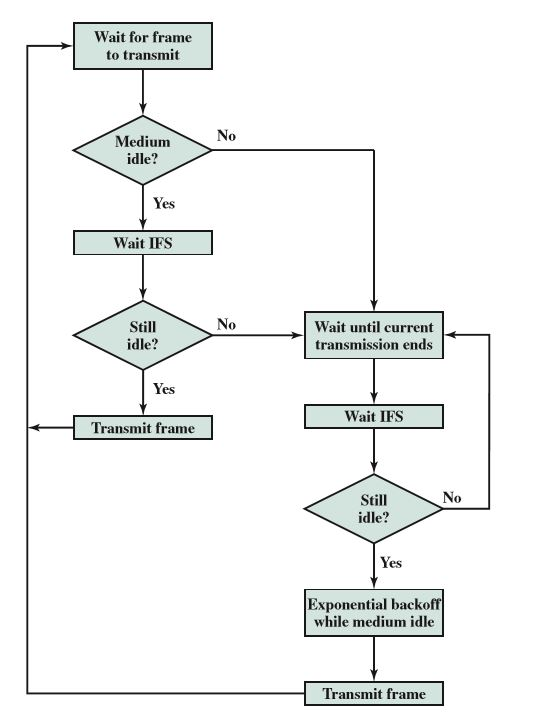 Wait for frame
to transmit
Medium
idle?
No
Yes
Wait IFS
Still
idle?
No
Yes
Transmit frame
Wait until current
transmission ends
Wait IFS
Still
idle?
No
Yes
Exponential backoff
while medium idle
Transmit frame